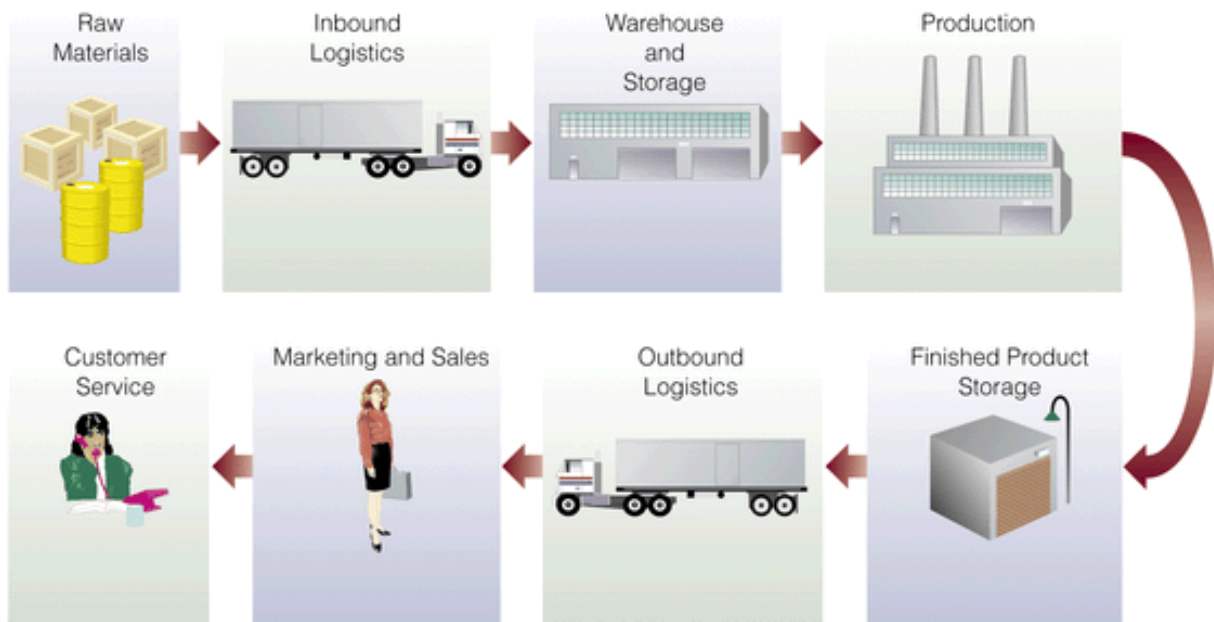 Raw
Materials
Inbound
Logistics
Warehouse
and
Storage
Production
Customer
Service
Marketing and Sales
Outbound
Logistics
Finished Product
Storage